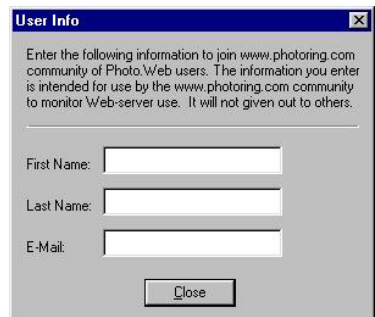 User Info
Enter the following information to join www.photoring.com
community of Photo.Web users. The information you enter
is intended for use by the www.photoring.com community
to monitor Web-server use.  It will not given out to others.
First Name:
Last Name:
E-Mail:
Close